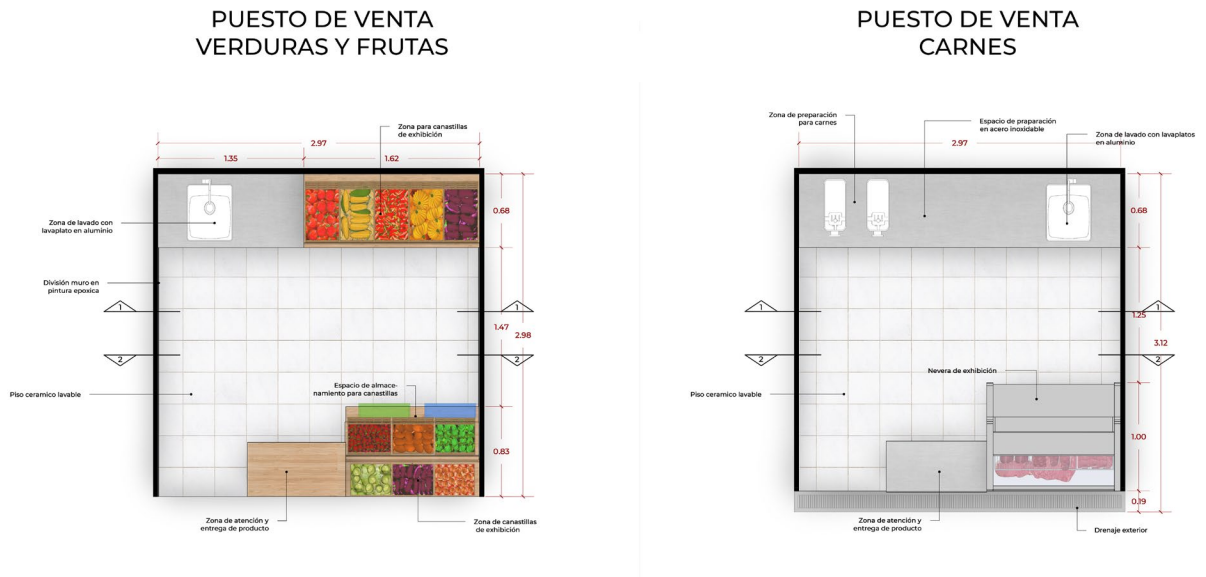 PUESTO DE VENTA
VERDURAS Y FRUTAS
Zona para canastillas
de exhibición
2.97
1.35
1.62
0.68
Zona de lavado con
lavaplato en aluminio
División muro en
pintura epoxica
1
1
1.47
2.98
2
2
Espacio de almace-
namiento para canastillas
Piso ceramico lavable
0.83
Zona de atención y
entrega de producto
Zona de canastillas
de exhibición
PUESTO DE VENTA
CARNES
Zona de preparación
para carnes
Espacio de praparación
en acero inoxidable
Zona de lavado con lavaplatos
en aluminio
2.97
0.68
1
1
1.25
3.12
2
2
Nevera de exhibición
Piso ceramico lavable
1.00
0.19
Zona de atención y
entrega de producto
Drenaje exterior